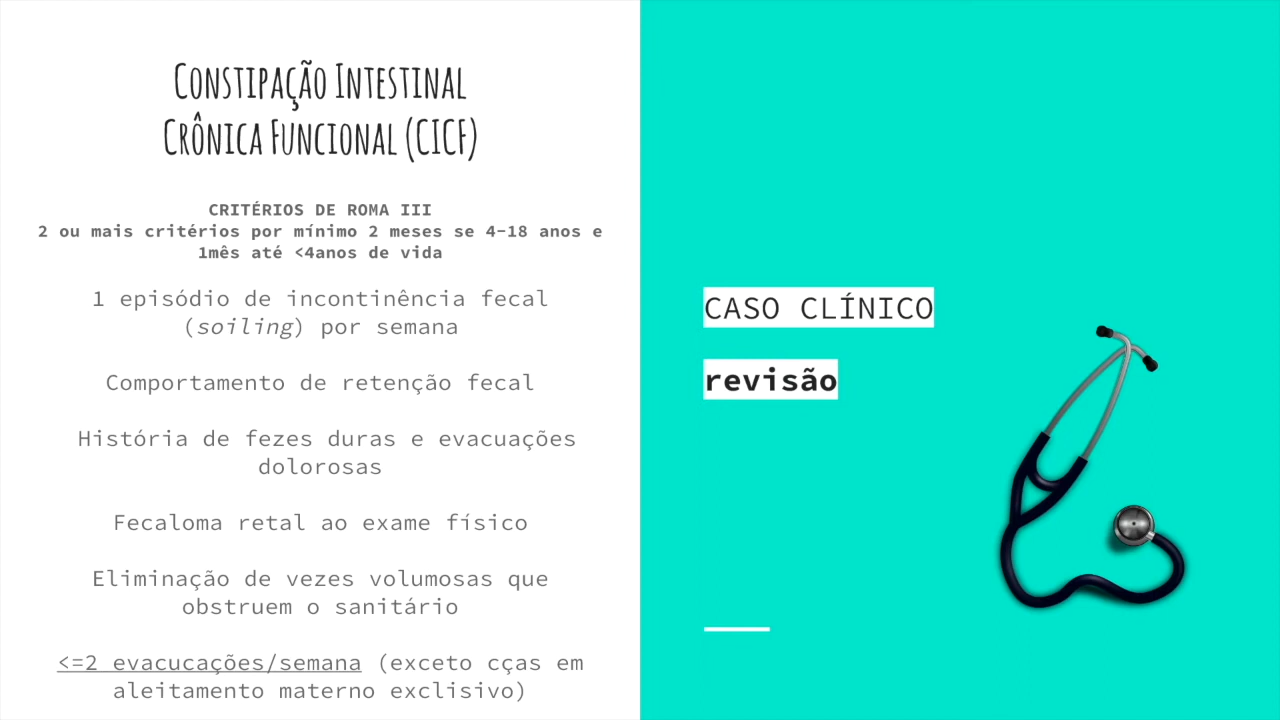 Constipação Intestinal
Crônica Funcional (CICF)
CRITÉRIOS DE ROMA III
2 ou mais critérios por mínimo 2 meses se 4-18 anos e
1mês até <4anos de vida
1 episódio de incontinência fecal
(soiling) por semana
Comportamento de retenção fecal
História de fezes duras e evacuações
dolorosas
Fecaloma retal ao exame físico
Eliminação de vezes volumosas que
obstruem o sanitário
<=2 evacucações/semana (exceto cças em
aleitamento materno exclisivo)
CASO CLÍNICO
revisão